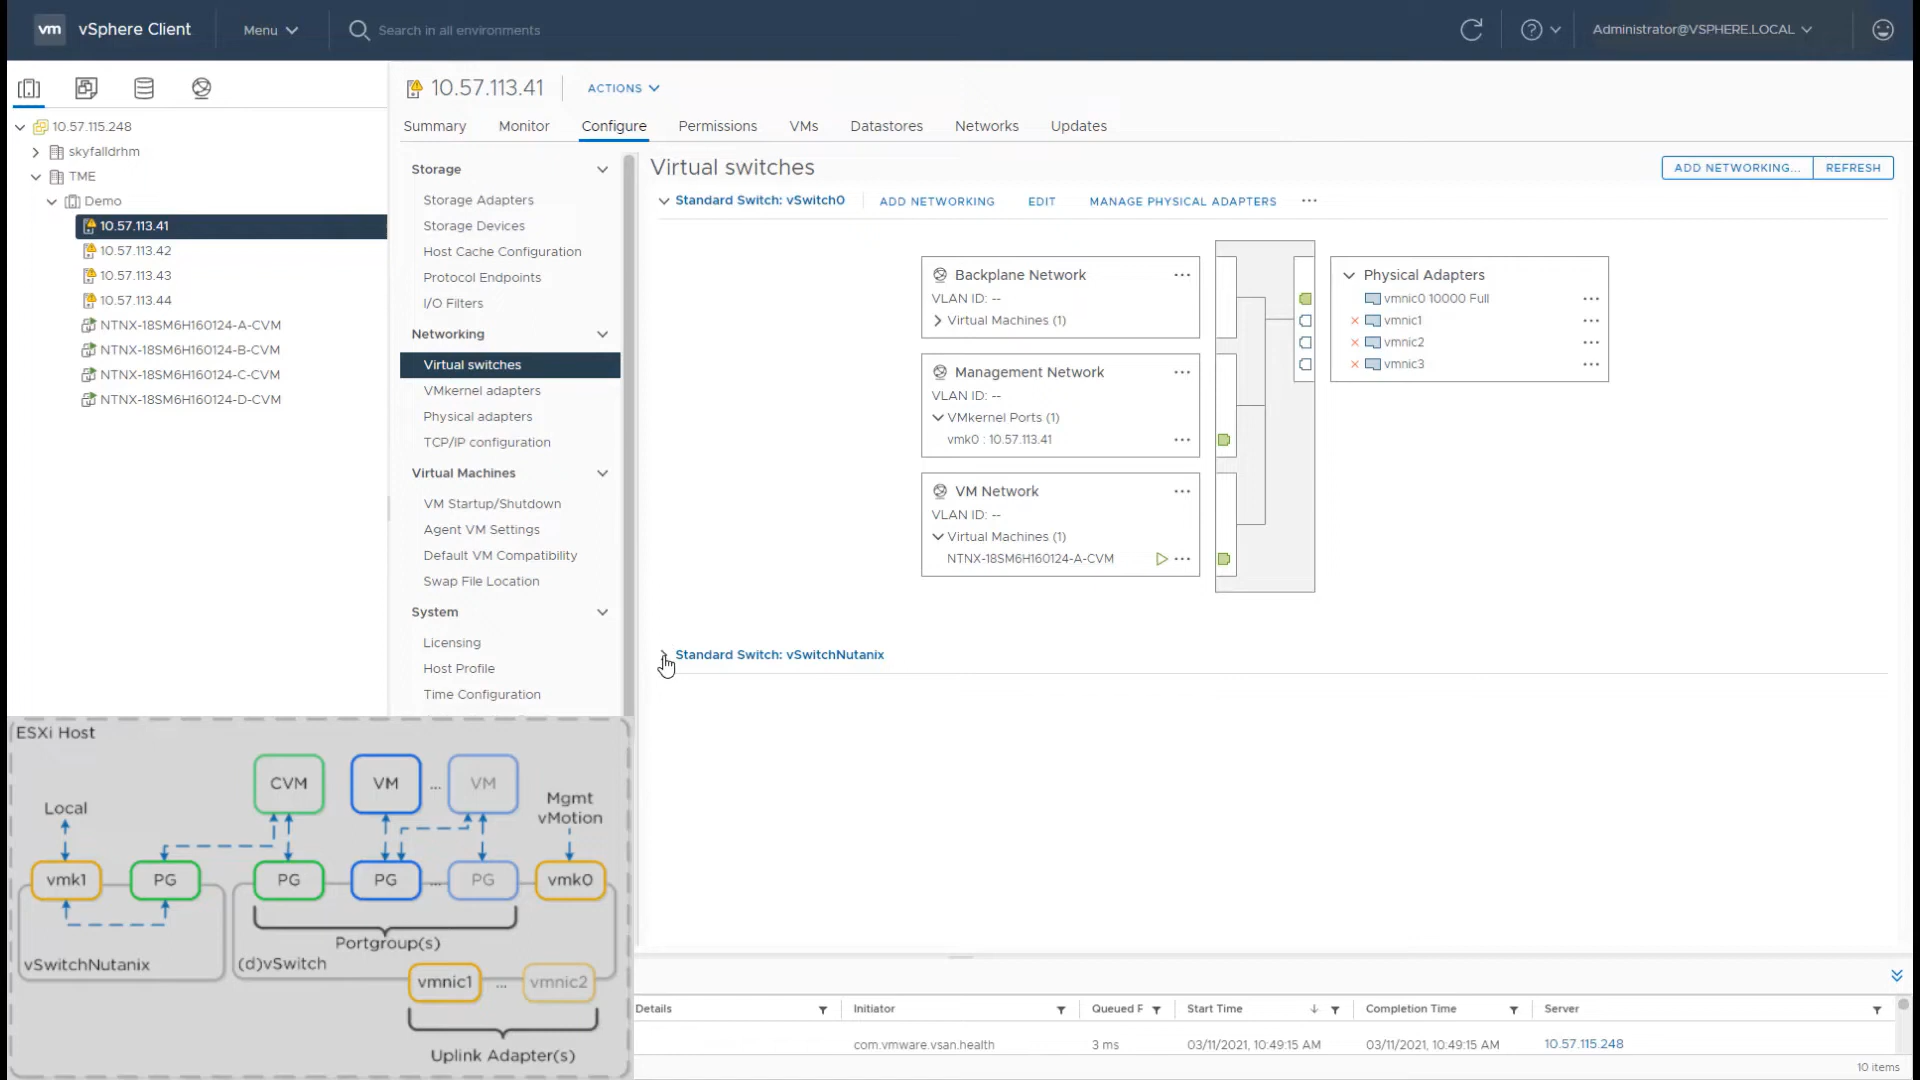 vm vSphere Client Menu Search in all environments Administrator@VSPHERE.LOCAL
10.57.115.248
skyfalldrhm
TME
Demo
10.57.113.41
10.57.113.42
10.57.113.43
10.57.113.44
NTNX-18SM6H160124-A-CVM
NTNX-18SM6H160124-B-CVM
NTNX-18SM6H160124-C-CVM
NTNX-18SM6H160124-D-CVM
10.57.113.41 ACTIONS
Summary Monitor Configure Permissions VMs Datastores Networks Updates
Storage
Storage Adapters
Storage Devices
Host Cache Configuration
Protocol Endpoints
I/O Filters
Networking
Virtual switches
VMkernel adapters
Physical adapters
TCP/IP configuration
Virtual Machines
VM Startup/Shutdown
Agent VM Settings
Default VM Compatibility
Swap File Location
System
Licensing
Host Profile
Time Configuration
Virtual switches ADD NETWORKING... REFRESH
Standard Switch: vSwitch0 ADD NETWORKING EDIT MANAGE PHYSICAL ADAPTERS ...
Backplane Network ...
VLAN ID: --
Virtual Machines (1)
Management Network ...
VLAN ID: --
VMkernel Ports (1)
vmk0 : 10.57.113.41 ...
VM Network ...
VLAN ID: --
Virtual Machines (1)
NTNX-18SM6H160124-A-CVM ...
Physical Adapters
vmnic0 10000 Full ...
vmnic1 ...
vmnic2 ...
vmnic3 ...
Standard Switch: vSwitchNutanix
ESXi Host
CVM VM ... VM
Local
Mgmt
vMotion
vmk1 PG PG PG ... PG vmk0
Portgroup(s)
vSwitchNutanix (d)vSwitch
vmnic1 ... vmnic2
Uplink Adapter(s)
Details Initiator Queued F Start Time Completion Time Server
com.vmware.vsan.health 3 ms 03/11/2021, 10:49:15 AM 03/11/2021, 10:49:15 AM 10.57.115.248
10 items